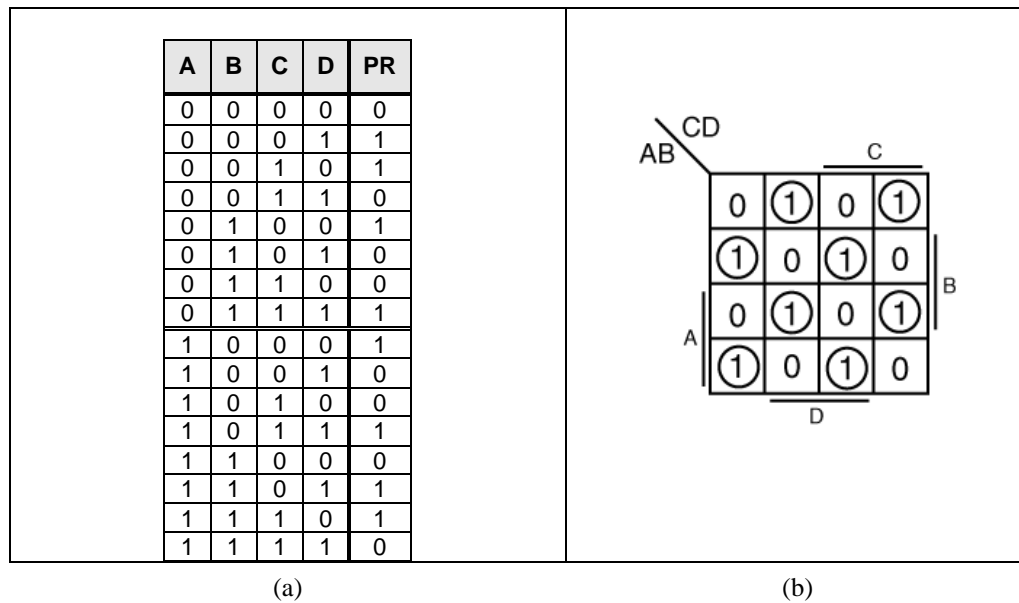 A B C D PR
0 0 0 0 0
0 0 0 1 1
0 0 1 0 1
0 0 1 1 0
0 1 0 0 1
0 1 0 1 0
0 1 1 0 0
0 1 1 1 1
1 0 0 0 1
1 0 0 1 0
1 0 1 0 0
1 0 1 1 1
1 1 0 0 0
1 1 0 1 1
1 1 1 0 1
1 1 1 1 0
(a)
CD
AB
C
0 1 0 1
1 0 1 0
B
0 1 0 1
A
1 0 1 0
D
(b)